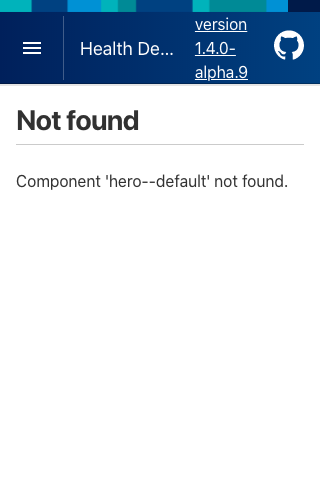 Health De...
version
1.4.0-
alpha.9
Not found
Component 'hero--default' not found.